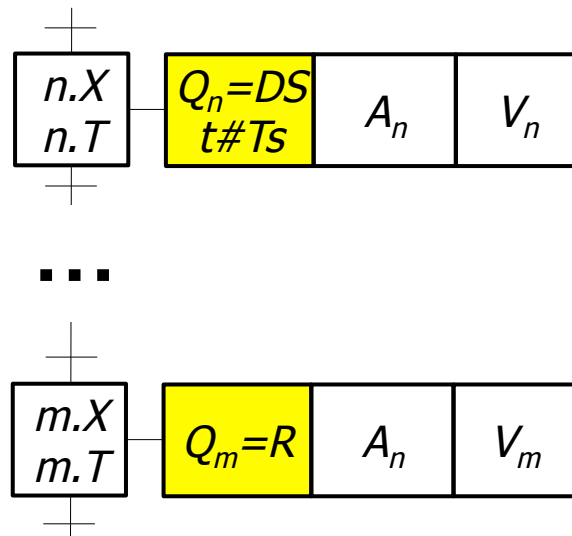 n.X
n.T
Qₙ=DS
t#Ts
Aₙ
Vₙ
...
m.X
m.T
Qₘ=R
Aₙ
Vₘ